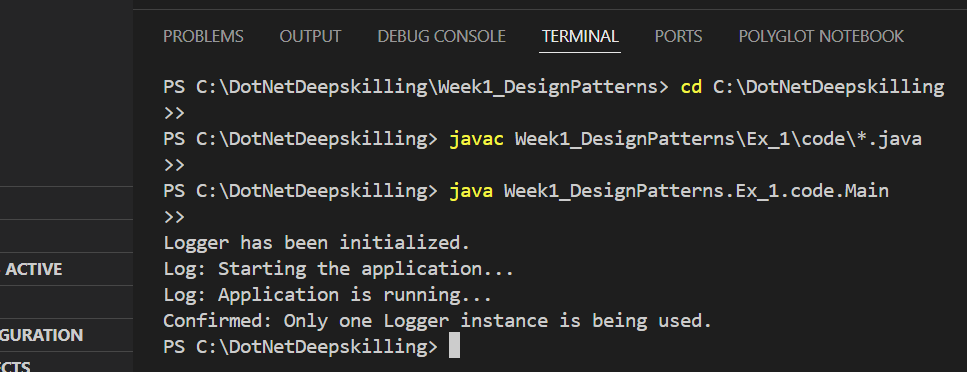 PROBLEMS OUTPUT DEBUG CONSOLE TERMINAL PORTS POLYGLOT NOTEBOOK
PS C:\DotNetDeepskilling\Week1_DesignPatterns> cd C:\DotNetDeepskilling
>>
PS C:\DotNetDeepskilling> javac Week1_DesignPatterns\Ex_1\code\*.java
>>
PS C:\DotNetDeepskilling> java Week1_DesignPatterns.Ex_1.code.Main
>>
Logger has been initialized.
Log: Starting the application...
Log: Application is running...
Confirmed: Only one Logger instance is being used.
PS C:\DotNetDeepskilling>
ACTIVE
GURATION
CTS